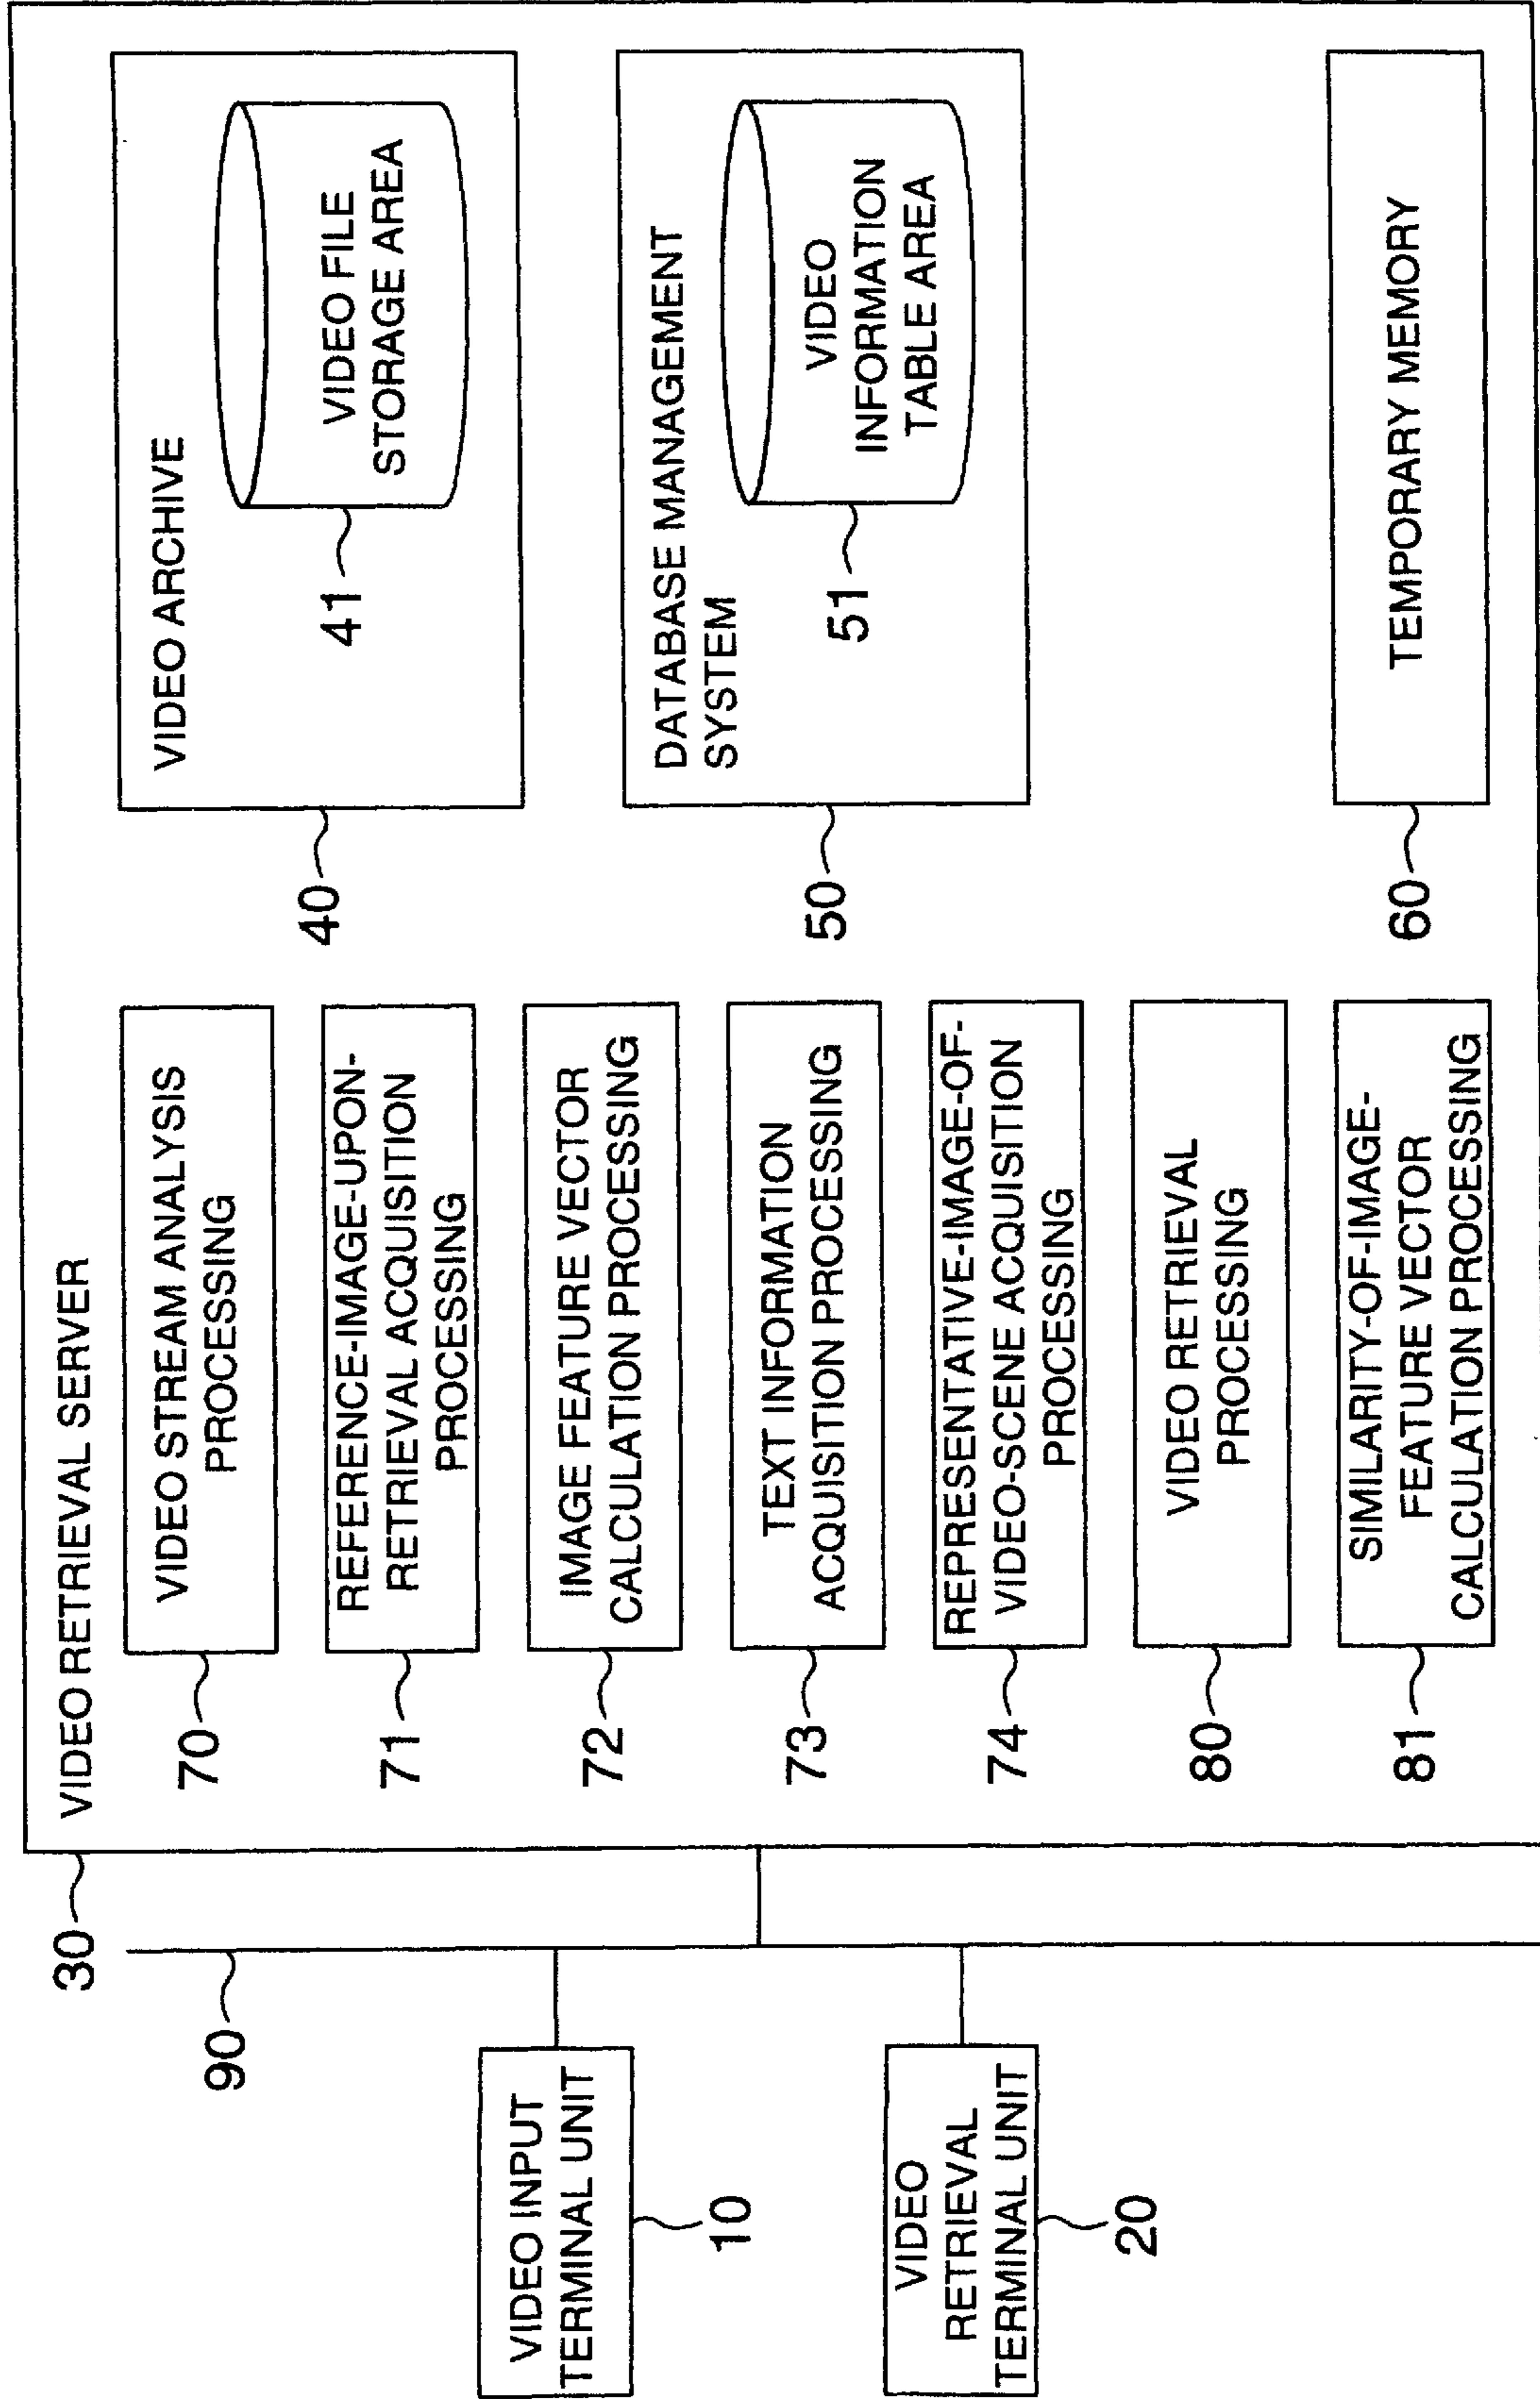 VIDEO RETRIEVAL SERVER
30
90
VIDEO INPUT
TERMINAL UNIT
10
VIDEO
RETRIEVAL
TERMINAL UNIT
20
70
VIDEO STREAM ANALYSIS
PROCESSING
71
REFERENCE-IMAGE-UPON-
RETRIEVAL ACQUISITION
PROCESSING
72
IMAGE FEATURE VECTOR
CALCULATION PROCESSING
73
TEXT INFORMATION
ACQUISITION PROCESSING
74
REPRESENTATIVE-IMAGE-OF-
VIDEO-SCENE ACQUISITION
PROCESSING
80
VIDEO RETRIEVAL
PROCESSING
81
SIMILARITY-OF-IMAGE-
FEATURE VECTOR
CALCULATION PROCESSING
40
VIDEO ARCHIVE
41
VIDEO FILE
STORAGE AREA
50
DATABASE MANAGEMENT
SYSTEM
51
VIDEO
INFORMATION
TABLE AREA
60
TEMPORARY MEMORY